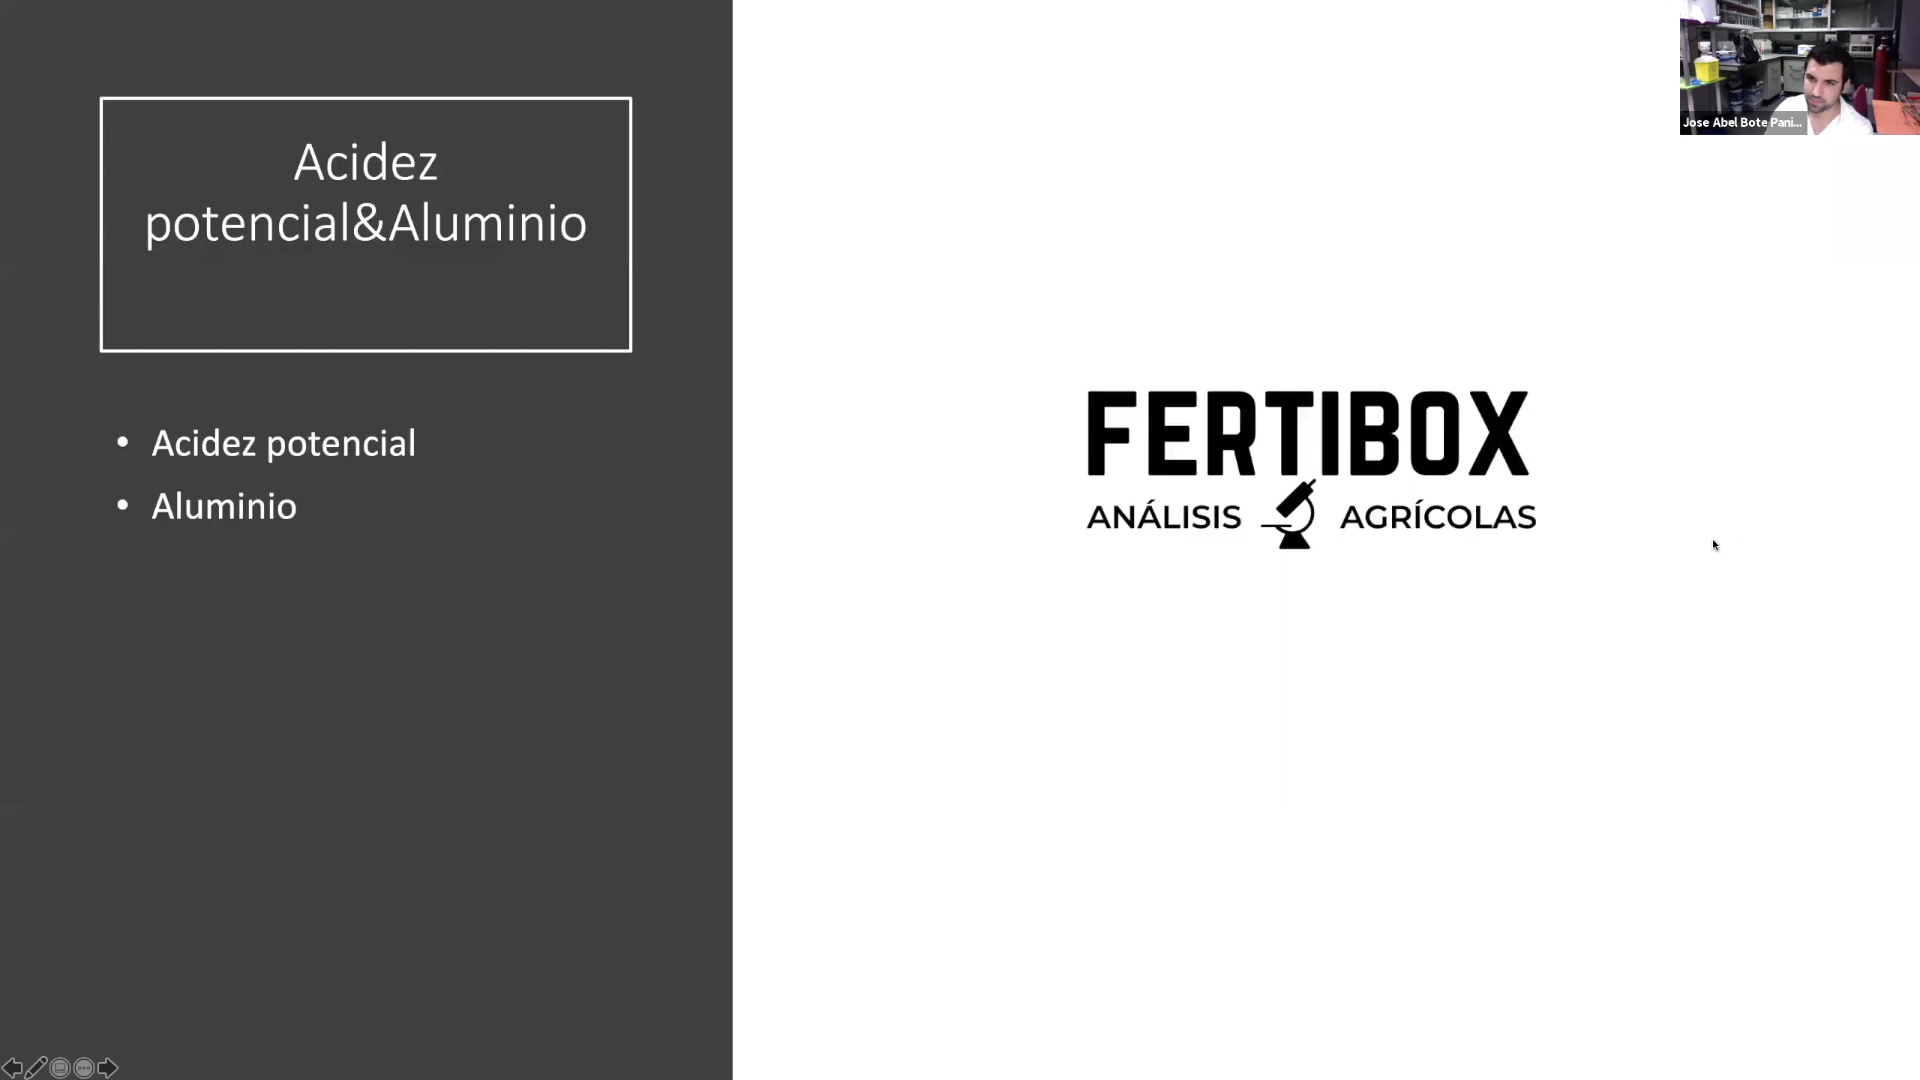 Acidez
potencial&Aluminio
• Acidez potencial
• Aluminio
FERTIBOX
ANÁLISIS AGRÍCOLAS
Jose Abel Bote Pani...